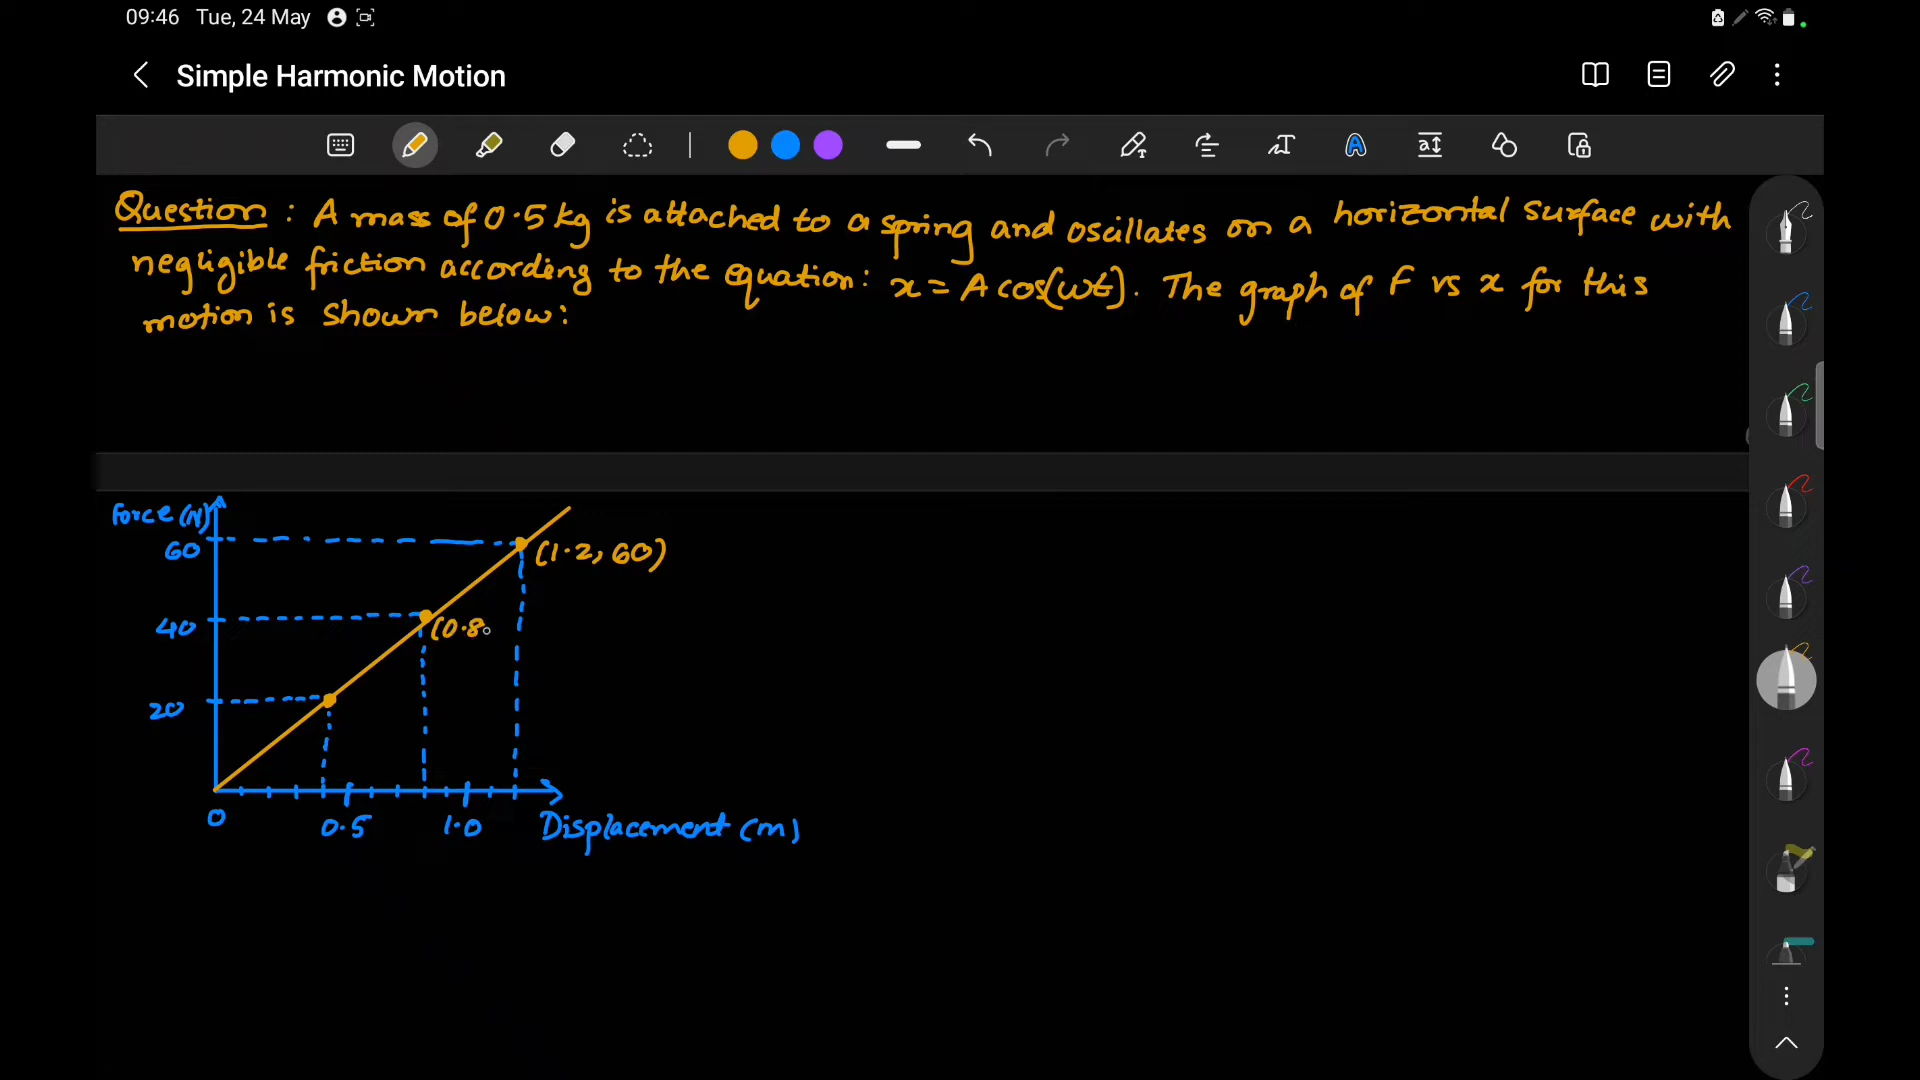 09:46 Tue, 24 May
Simple Harmonic Motion
Question : A mass of 0.5 kg is attached to a spring and oscillates on a horizontal surface with
negligible friction according to the equation: x = A cos(ωt). The graph of F vs x for this
motion is shown below:
Force (N)
60
(1.2, 60)
40
(0.8
20
0
0.5
1.0
Displacement (m)